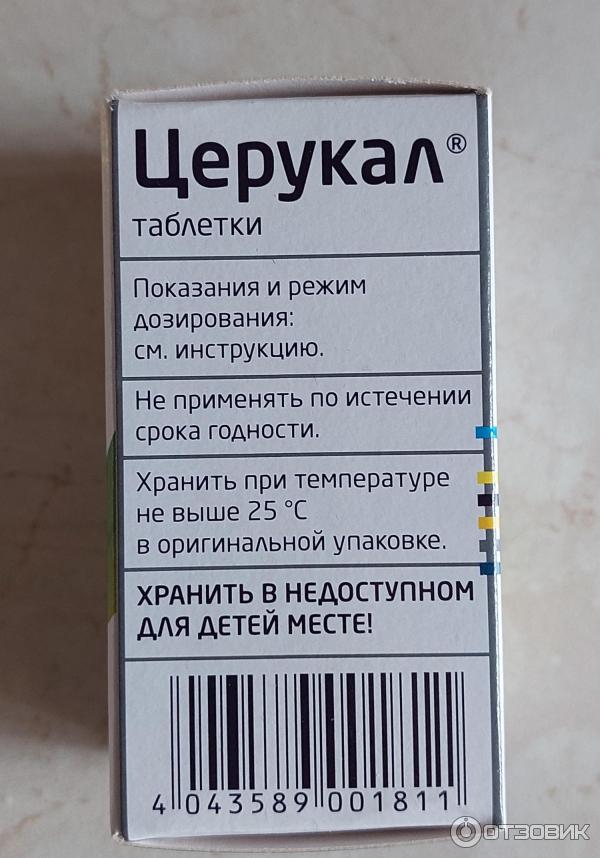 Церукал®
таблетки
Показания и режим
дозирования:
см. инструкцию.
Не применять по истечении
срока годности.
Хранить при температуре
не выше 25 °C
в оригинальной упаковке.
ХРАНИТЬ В НЕДОСТУПНОМ
ДЛЯ ДЕТЕЙ МЕСТЕ!
4 043589 001811
ОТЗОВИК